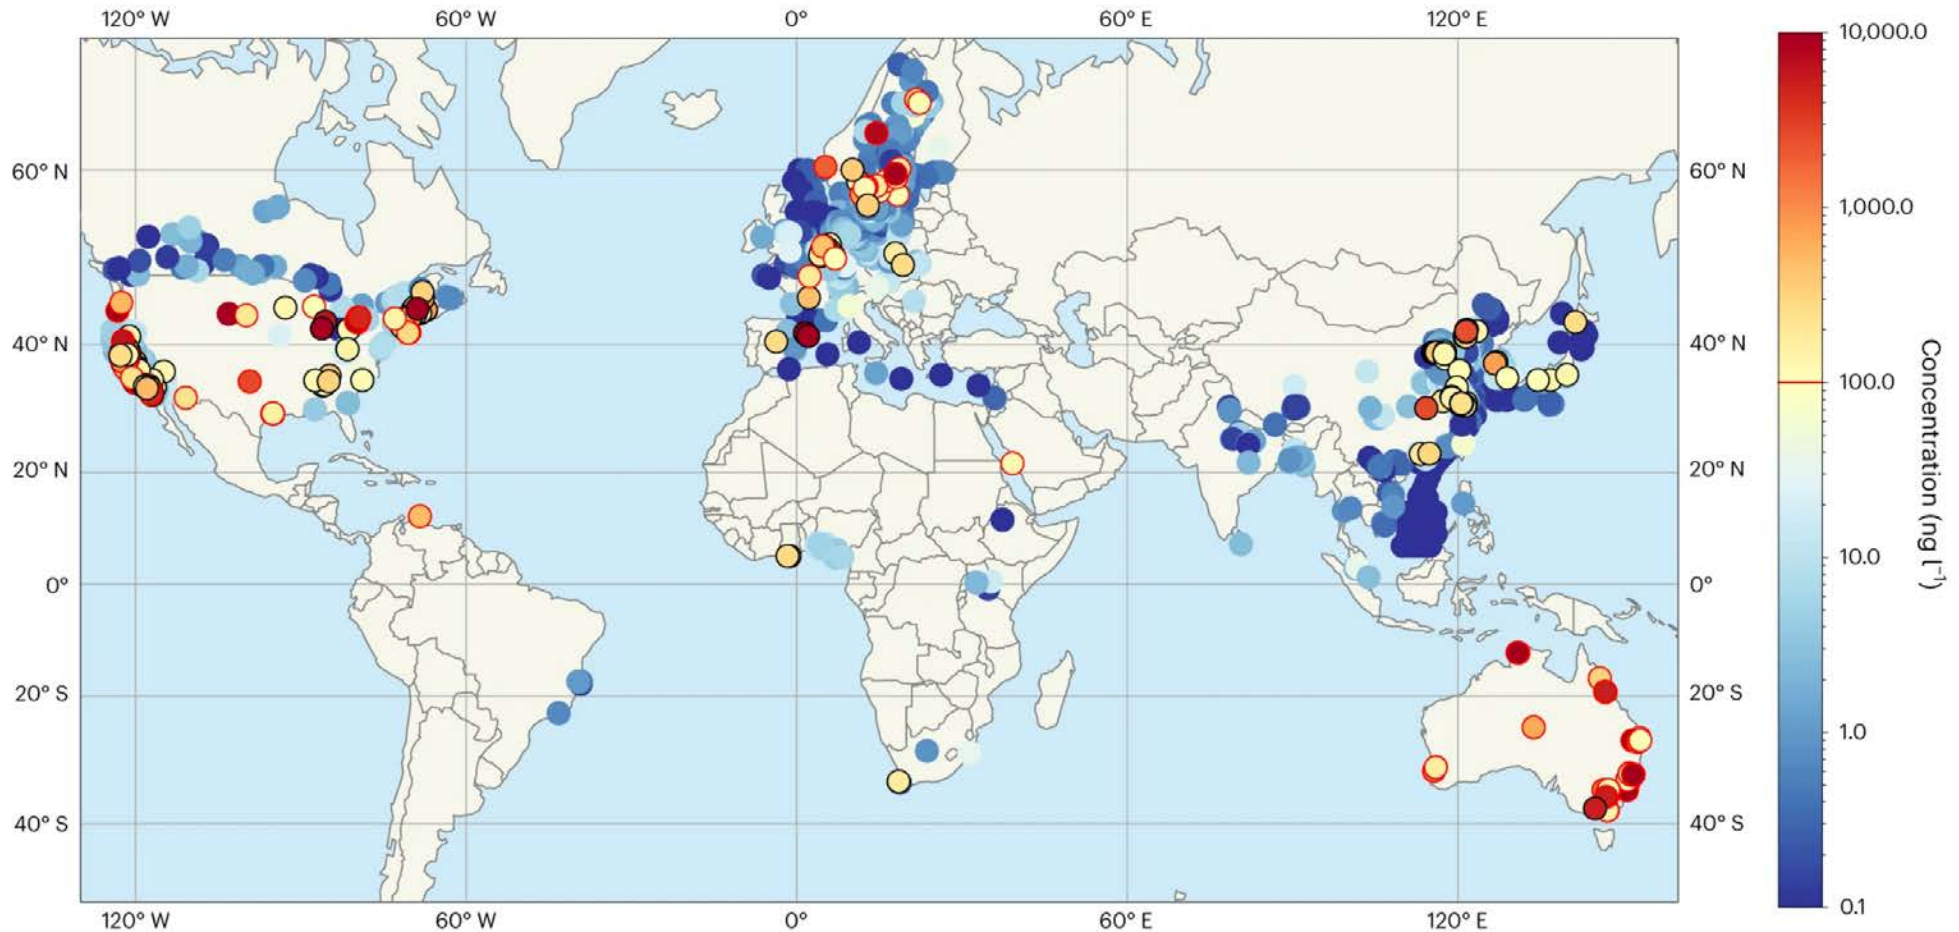 120° W 60° W 0° 60° E 120° E
10,000.0
60° N 60° N
1,000.0
40° N 40° N
100.0
20° N 20° N
10.0
0° 0°
20° S 20° S
1.0
40° S 40° S
0.1
120° W 60° W 0° 60° E 120° E
Concentration (ng l⁻¹)